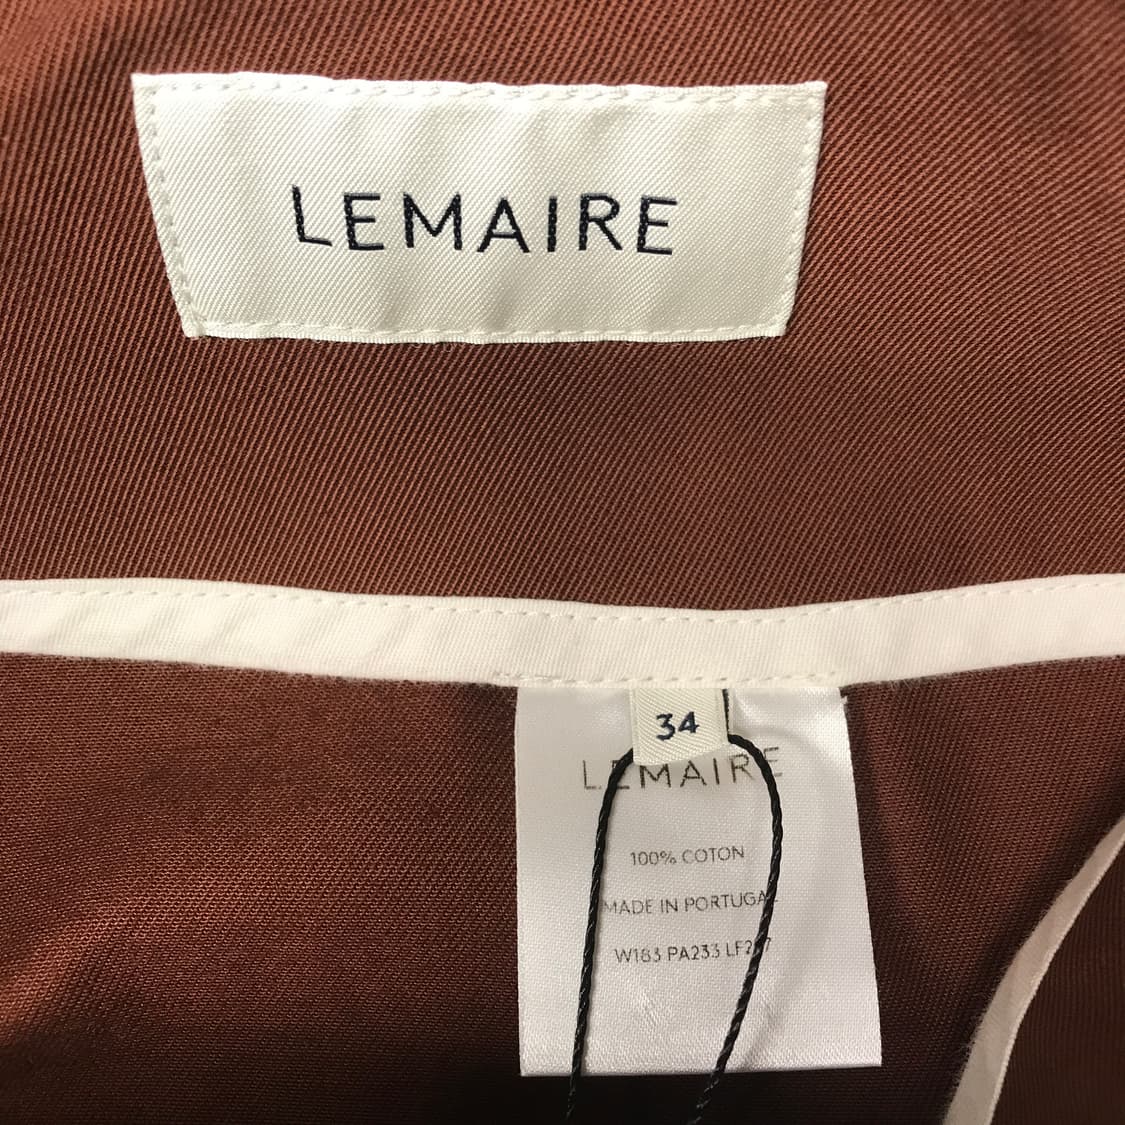 LEMAIRE
34
LEMAIRE
100% COTON
MADE IN PORTUGAL
W183 PA233